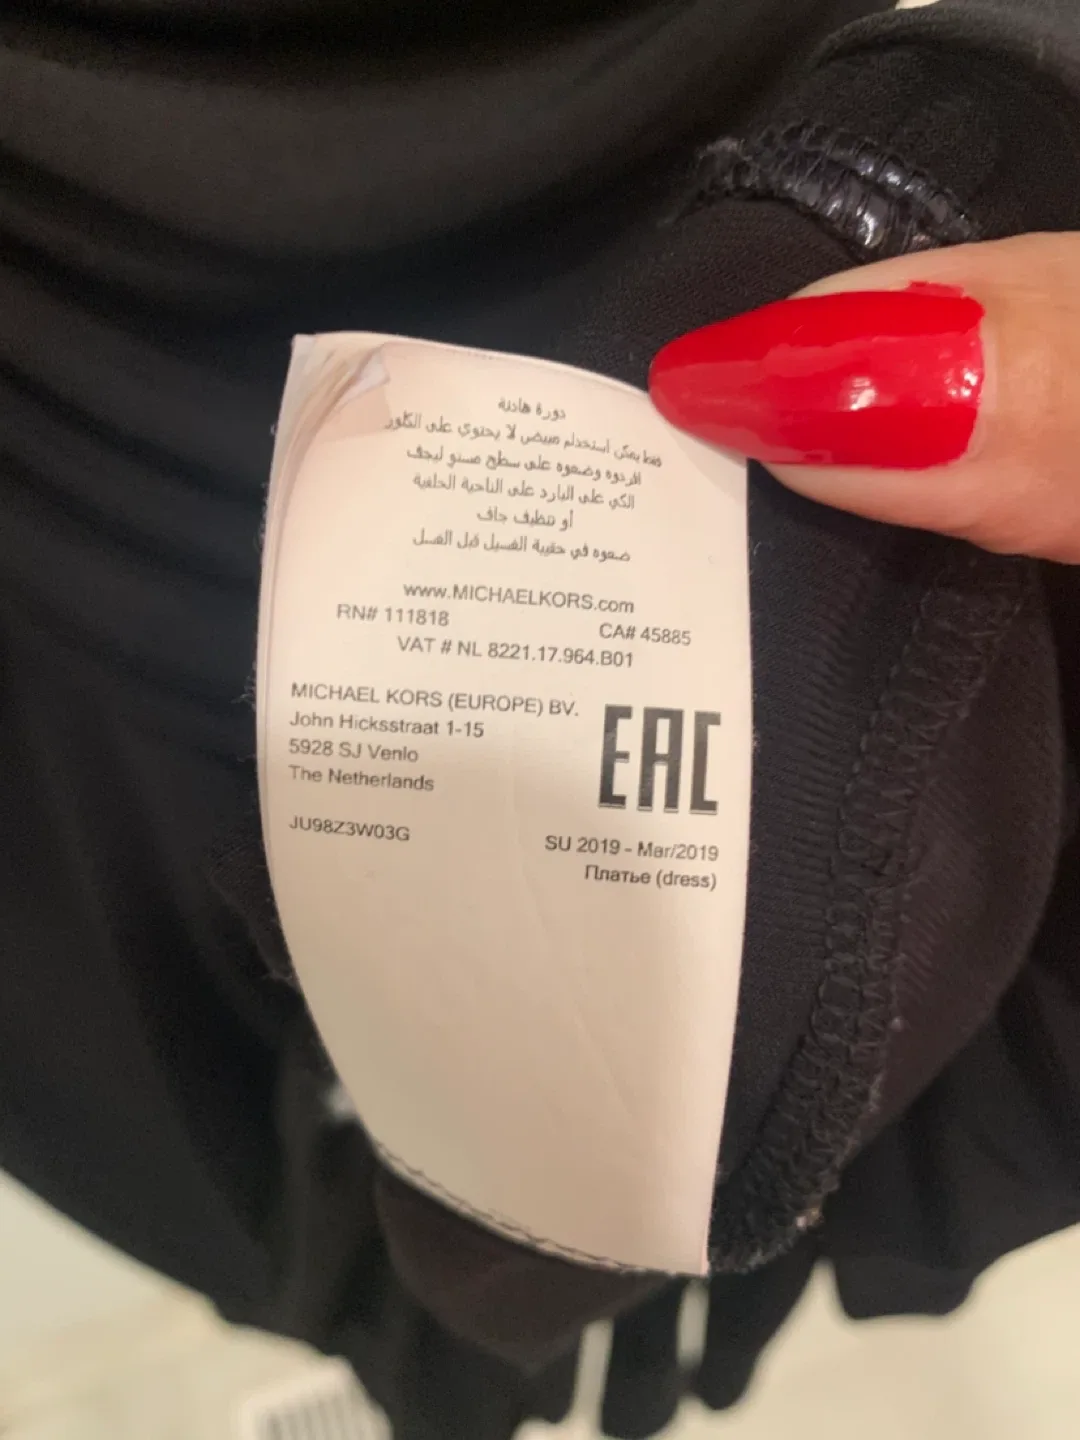 دورة هادئة
فقط يمكن استخدام مبيض لا يحتوي على الكلور
افردوه وضعوه على سطح مستو ليجف
الكي على البارد على الناحية الخلفية
أو تنظيف جاف
ضعوه في حقيبة الغسيل قبل الغسل
www.MICHAELKORS.com
RN# 111818 CA# 45885
VAT # NL 8221.17.964.B01
MICHAEL KORS (EUROPE) BV.
John Hicksstraat 1-15
5928 SJ Venlo
The Netherlands
EAC
JU98Z3W03G
SU 2019 - Mar/2019
Платье (dress)